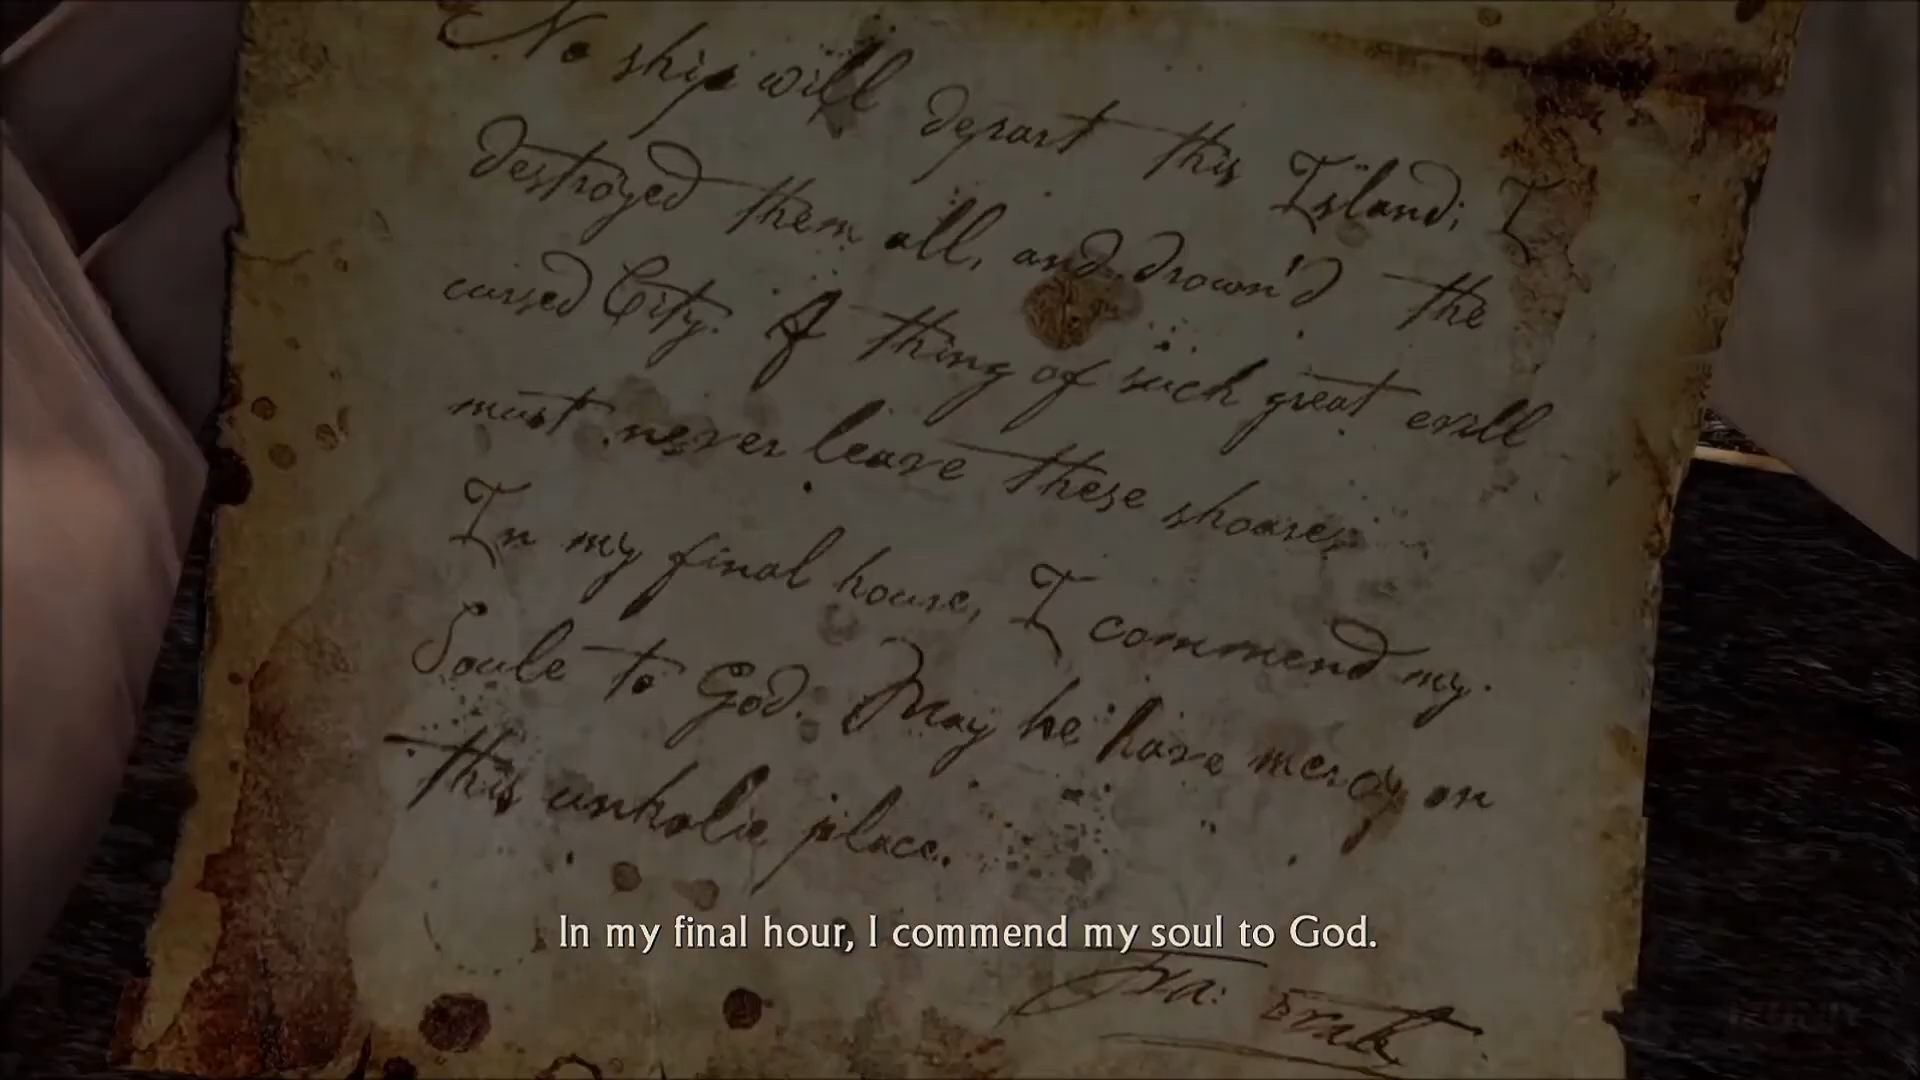 No ship will depart this Island; I
destroyed them all, and drown'd the
cursed City. A thing of such great evill
must never leave these shoares.
In my final houre, I commend my
Soule to God. May he have mercy on
this unholie place.
In my final hour, I commend my soul to God.
Fra: Drake